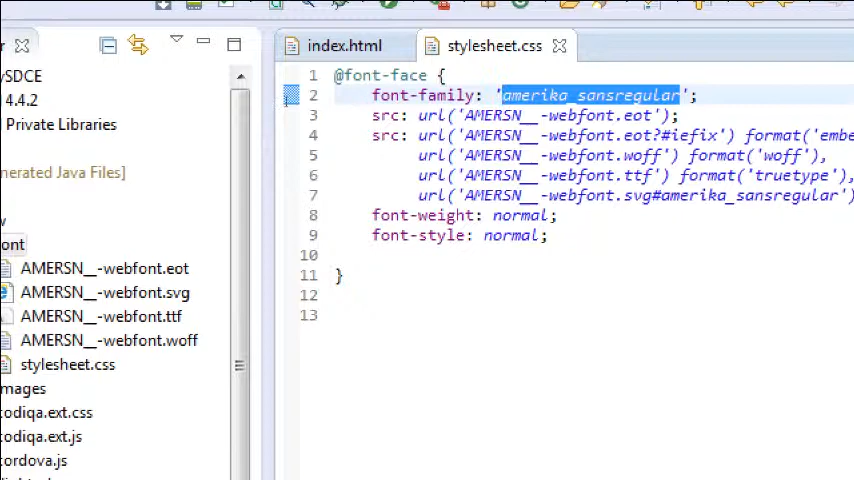 index.html
stylesheet.css
ySDCE
4.4.2
Private Libraries
nerated Java Files]
w
ont
AMERSN__-webfont.eot
AMERSN__-webfont.svg
AMERSN__-webfont.ttf
AMERSN__-webfont.woff
stylesheet.css
mages
codiqa.ext.css
odiqa.ext.js
ordova.js
1 @font-face {
2 font-family: 'amerika_sansregular';
3 src: url('AMERSN__-webfont.eot');
4 src: url('AMERSN__-webfont.eot?#iefix') format('embe
5 url('AMERSN__-webfont.woff') format('woff'),
6 url('AMERSN__-webfont.ttf') format('truetype'),
7 url('AMERSN__-webfont.svg#amerika_sansregular')
8 font-weight: normal;
9 font-style: normal;
10
11 }
12
13